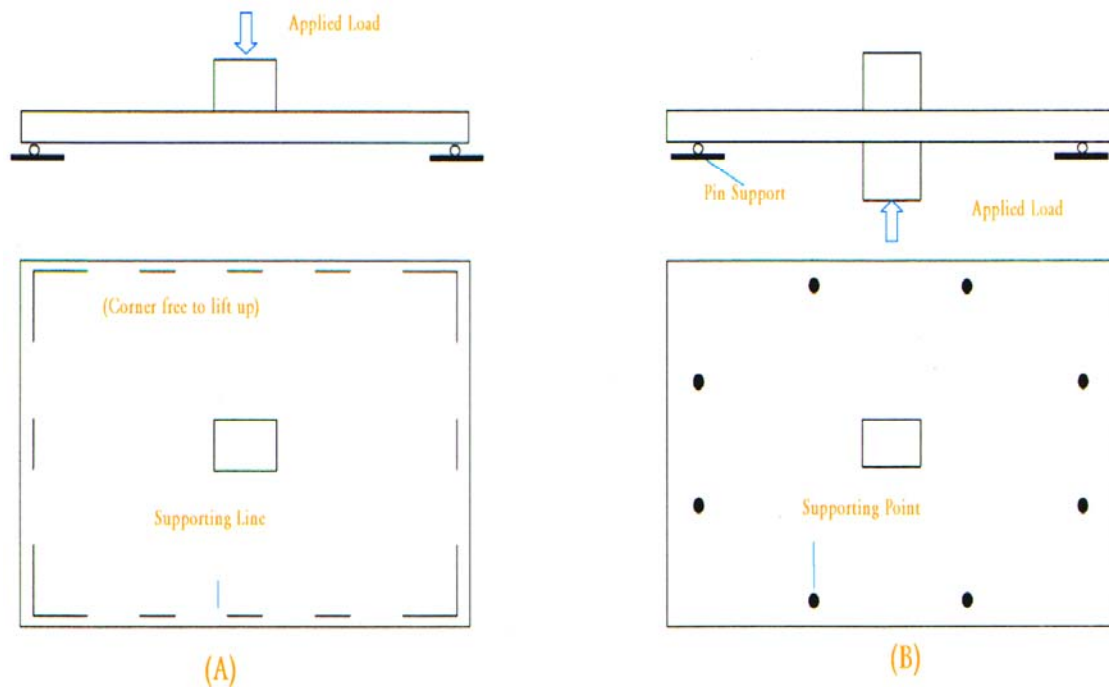 Applied Load
Pin Support
Applied Load
(Corner free to lift up)
Supporting Line
Supporting Point
(A)
(B)